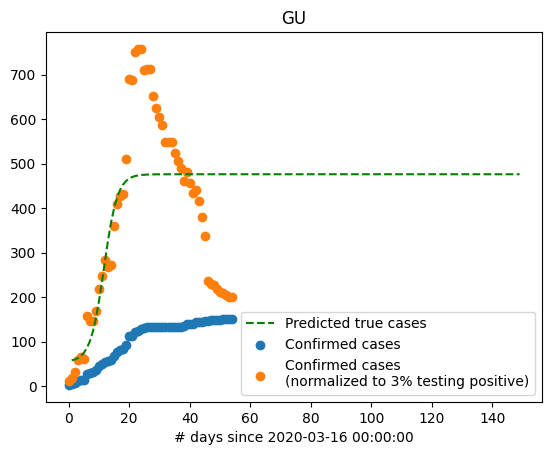 GU
700
600
500
400
300
200
100
0
Predicted true cases
Confirmed cases
Confirmed cases
(normalized to 3% testing positive)
0 20 40 60 80 100 120 140
# days since 2020-03-16 00:00:00